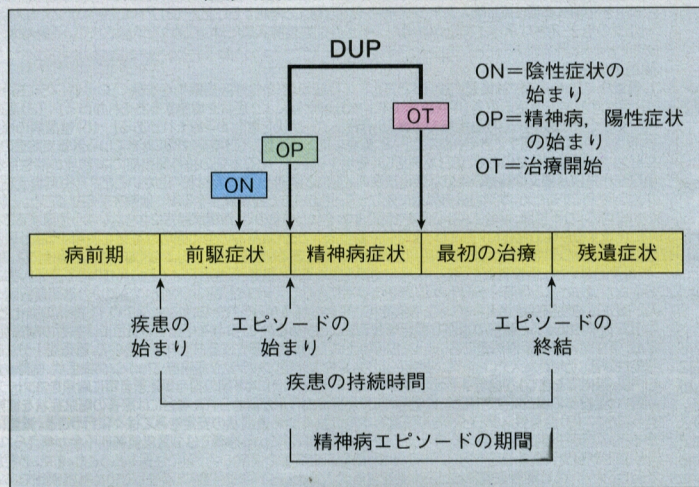 DUP
ON=陰性症状の
始まり
OP=精神病，陽性症状
の始まり
OT=治療開始
OT
OP
ON
病前期 前駆症状 精神病症状 最初の治療 残遺症状
疾患の
始まり
エピソードの
始まり
エピソードの
終結
疾患の持続時間
精神病エピソードの期間